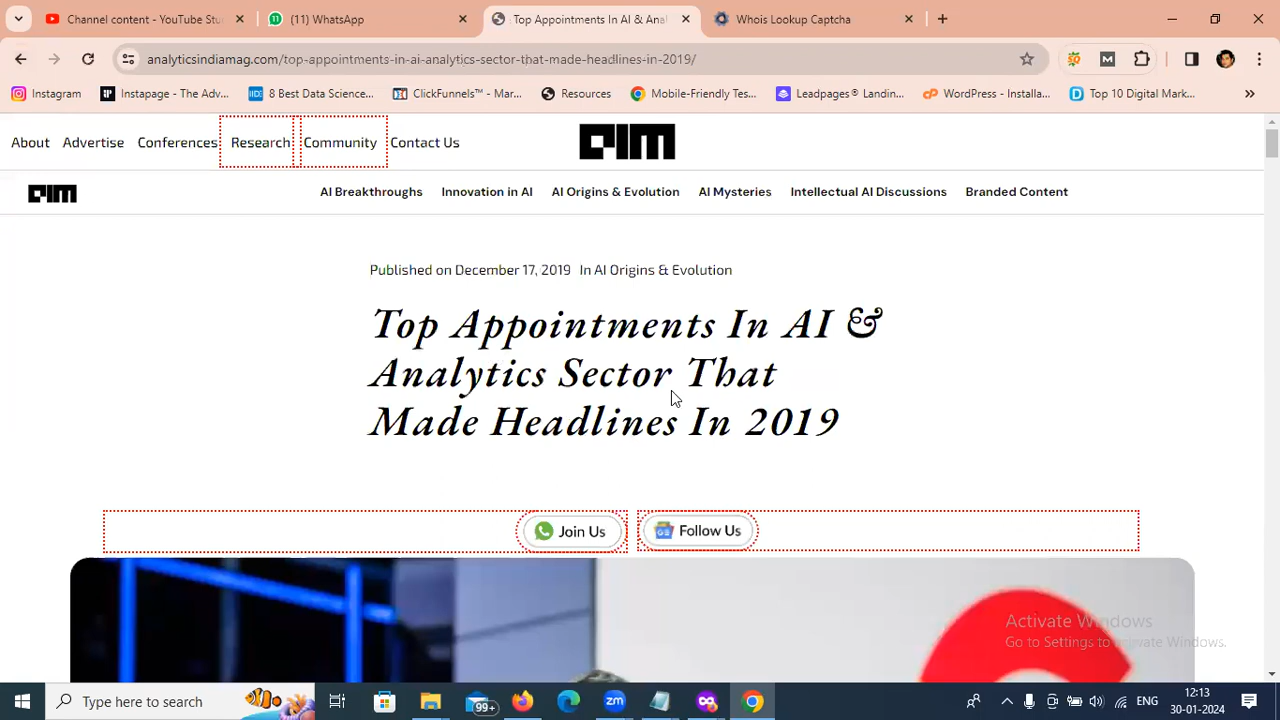 Channel content - YouTube Stu
(11) WhatsApp
Top Appointments In AI & Anal
Whois Lookup Captcha
analyticsindiamag.com/top-appointments-in-ai-analytics-sector-that-made-headlines-in-2019/
Instagram
Instapage - The Adv...
8 Best Data Science...
ClickFunnels™ - Mar...
Resources
Mobile-Friendly Tes...
Leadpages® Landin...
WordPress - Installa...
Top 10 Digital Mark...
About Advertise Conferences Research Community Contact Us
AIM
AIM
AI Breakthroughs Innovation in AI AI Origins & Evolution AI Mysteries Intellectual AI Discussions Branded Content
Published on December 17, 2019 In AI Origins & Evolution
Top Appointments In AI &
Analytics Sector That
Made Headlines In 2019
Join Us
Follow Us
Activate Windows
Go to Settings to activate Windows.
Type here to search
99+
zm
ENG
12:13
30-01-2024